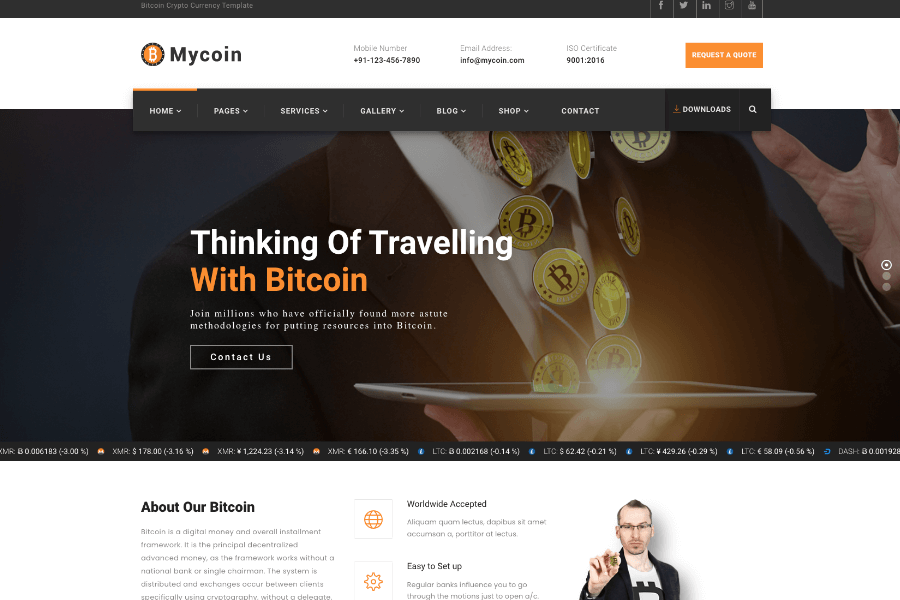 Bitcoin Crypto Currency Template
Mycoin
Mobile Number
+91-123-456-7890
Email Address:
info@mycoin.com
ISO Certificate
9001:2016
REQUEST A QUOTE
HOME PAGES SERVICES GALLERY BLOG SHOP CONTACT DOWNLOADS
Thinking Of Travelling
With Bitcoin
Join millions who have officially found more astute
methodologies for putting resources into Bitcoin.
Contact Us
XMR: Ƀ 0.006183 (-3.00 %) XMR: $ 178.00 (-3.16 %) XMR: ¥ 1,224.23 (-3.14 %) XMR: € 166.10 (-3.35 %) LTC: Ƀ 0.002168 (-0.14 %) LTC: $ 62.42 (-0.21 %) LTC: ¥ 429.26 (-0.29 %) LTC: € 58.09 (-0.56 %) DASH: Ƀ 0.001928
About Our Bitcoin
Bitcoin is a digital money and overall installment
framework. It is the principal decentralized
advanced money, as the framework works without a
national bank or single chairman. The system is
distributed and exchanges occur between clients
specifically using cryptography, without a delegate.
Worldwide Accepted
Aliquam quam lectus, dapibus sit amet
accumsan a, porttitor at lectus.
Easy to Set up
Regular banks influence you to go
through the motions just to open a/c.